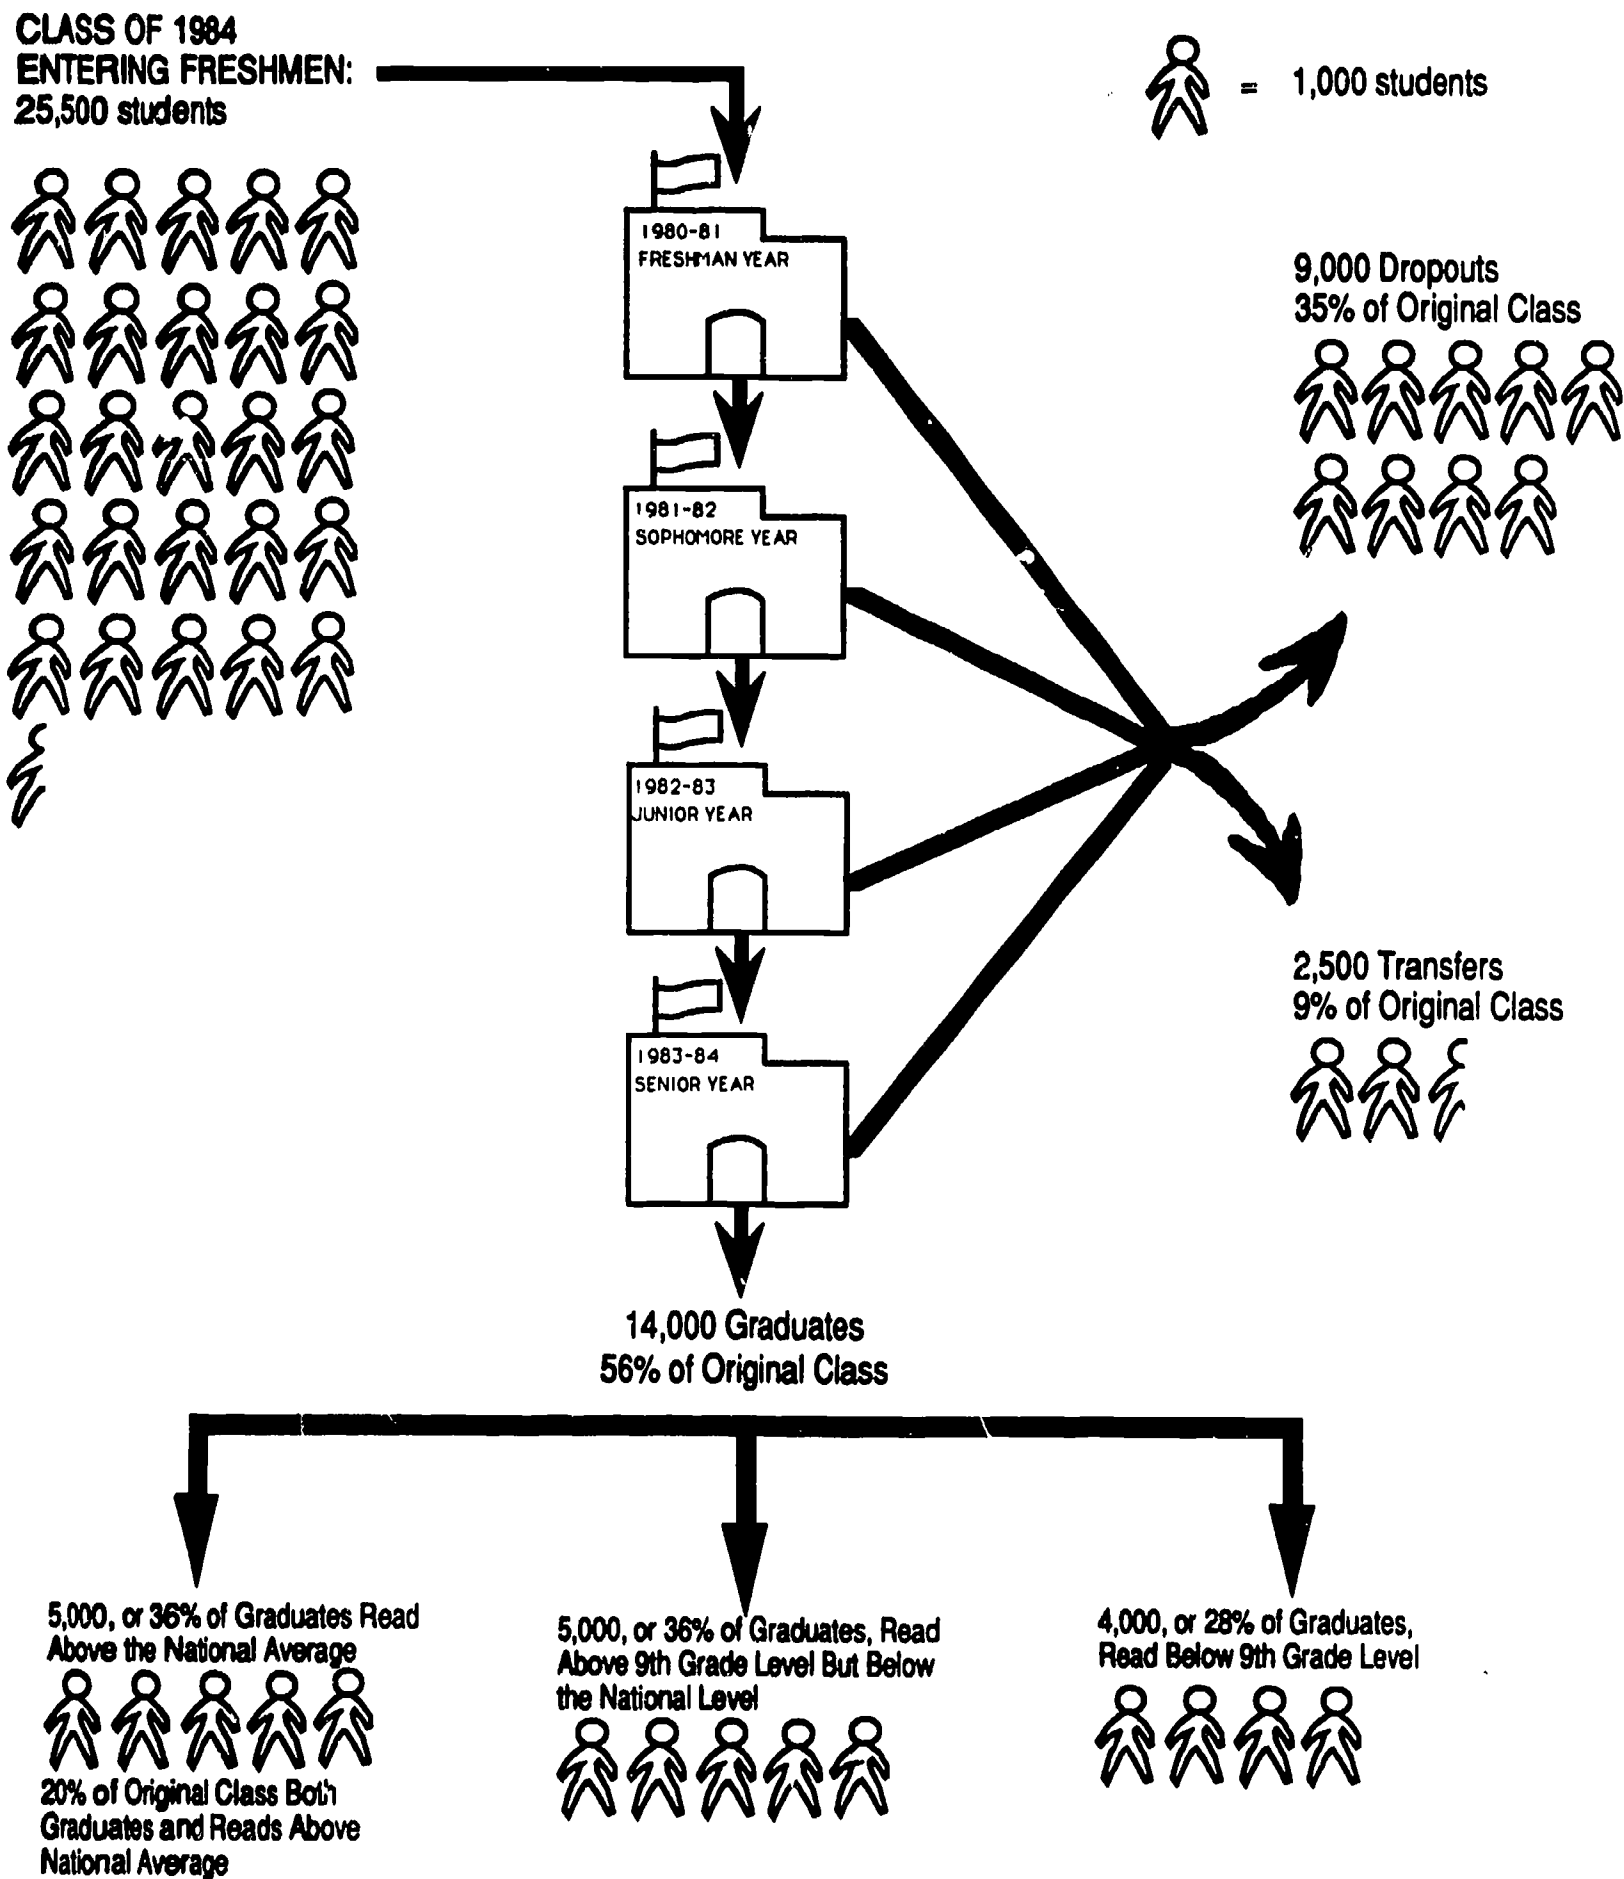 CLASS OF 1984
ENTERING FRESHMEN:
25,500 students
= 1,000 students
1980-81
FRESHMAN YEAR
9,000 Dropouts
35% of Original Class
1981-82
SOPHOMORE YEAR
1982-83
JUNIOR YEAR
2,500 Transfers
9% of Original Class
1983-84
SENIOR YEAR
14,000 Graduates
56% of Original Class
5,000, or 36% of Graduates Read
Above the National Average
20% of Original Class Both
Graduates and Reads Above
National Average
5,000, or 36% of Graduates, Read
Above 9th Grade Level But Below
the National Level
4,000, or 28% of Graduates,
Read Below 9th Grade Level